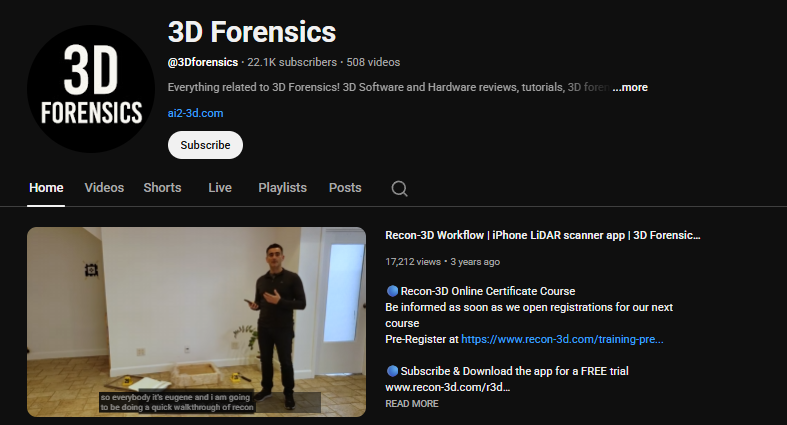 3D
FORENSICS
3D Forensics
@3Dforensics · 22.1K subscribers · 508 videos
Everything related to 3D Forensics! 3D Software and Hardware reviews, tutorials, 3D foren ...more
ai2-3d.com
Subscribe
Home Videos Shorts Live Playlists Posts
so everybody it's eugene and i am going
to be doing a quick walkthrough of recon
Recon-3D Workflow | iPhone LiDAR scanner app | 3D Forensic...
17,212 views • 3 years ago
🔵 Recon-3D Online Certificate Course
Be informed as soon as we open registrations for our next
course
Pre-Register at https://www.recon-3d.com/training-pre...
🔵 Subscribe & Download the app for a FREE trial
www.recon-3d.com/r3d...
READ MORE